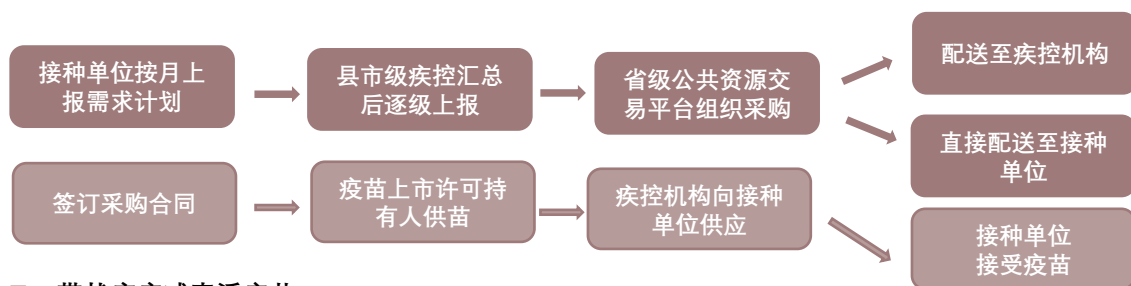 接种单位按月上
报需求计划
县市级疾控汇总
后逐级上报
省级公共资源交
易平台组织采购
配送至疾控机构
直接配送至接种
单位
签订采购合同
疫苗上市许可持
有人供苗
疾控机构向接种
单位供应
接种单位
接受疫苗